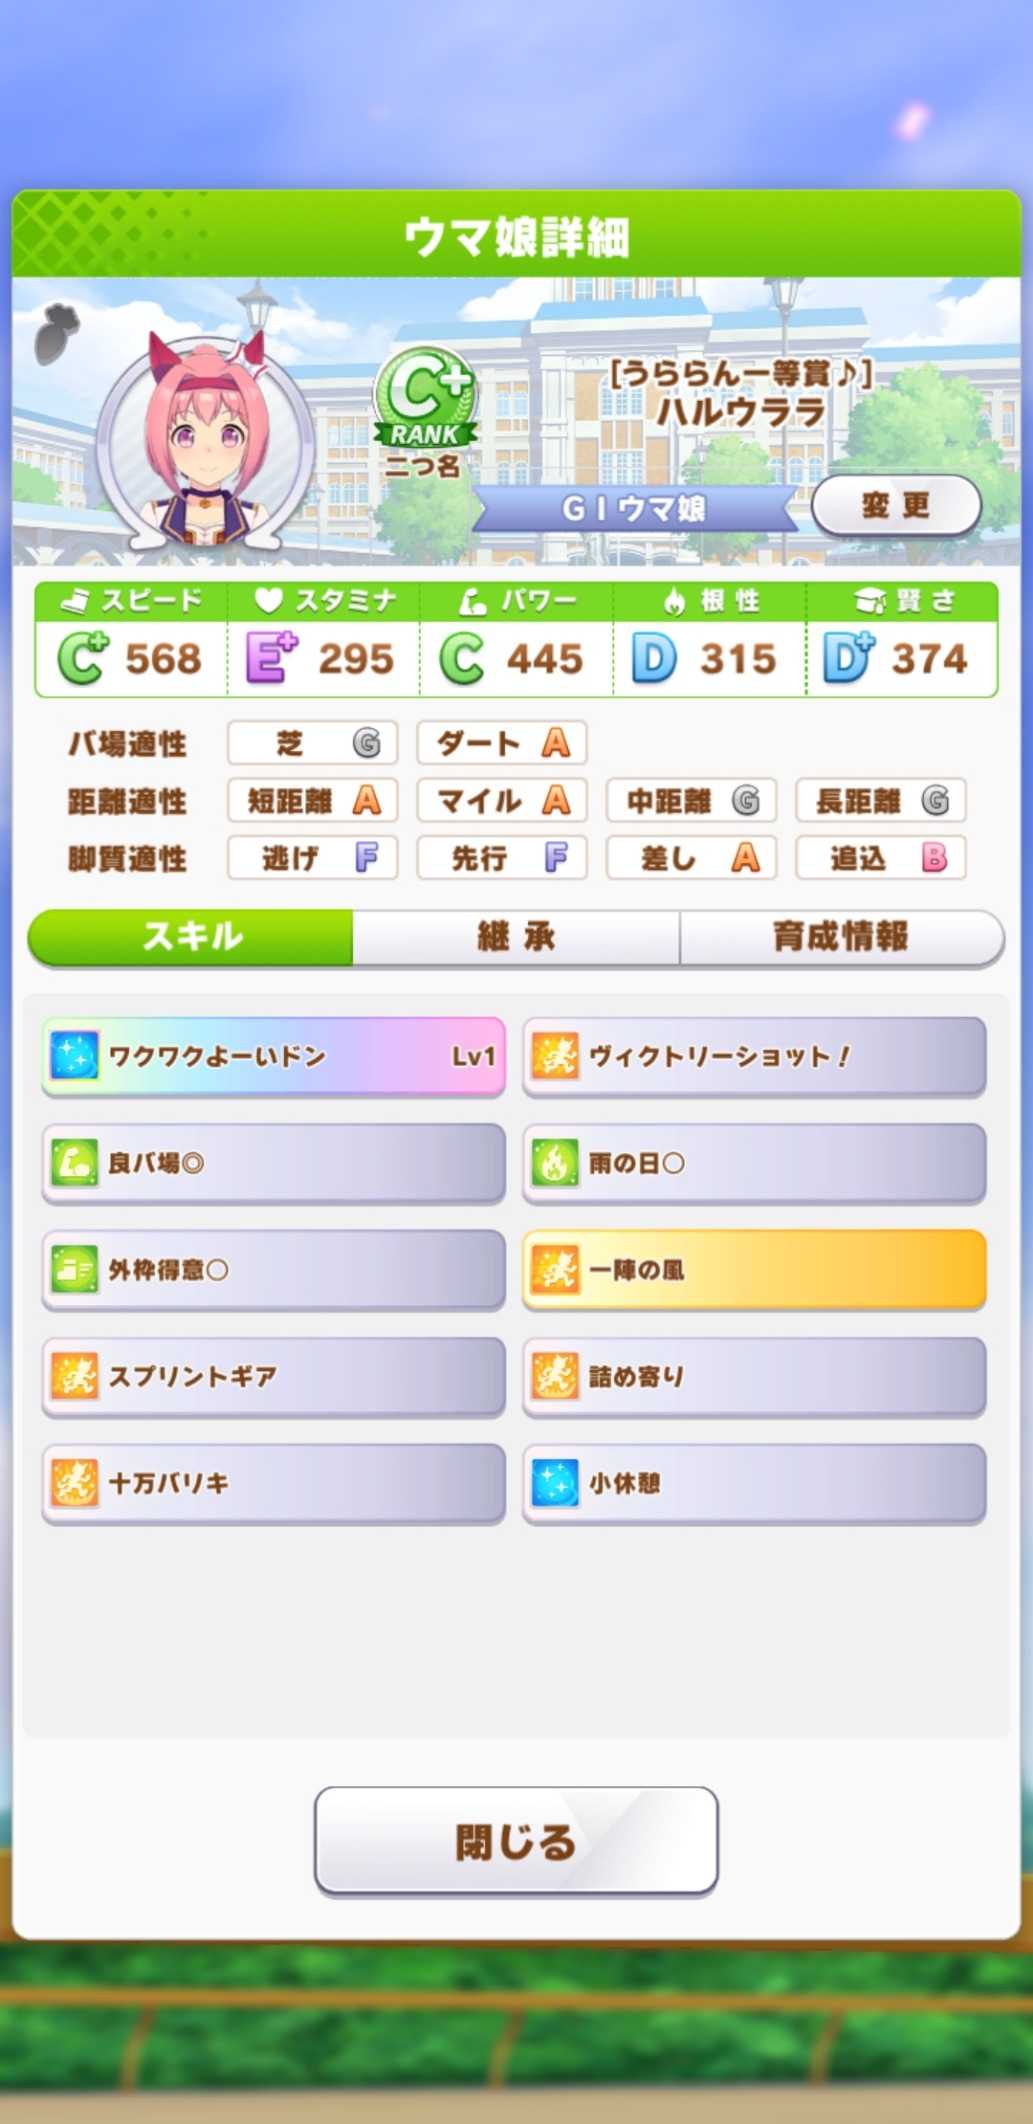 ウマ娘詳細
C+
RANK
二つ名
[うららん一等賞♪]
ハルウララ
GⅠウマ娘
変更
スピード スタミナ パワー 根性 賢さ
C+ 568 E+ 295 C 445 D 315 D+ 374
バ場適性 芝 G ダート A
距離適性 短距離 A マイル A 中距離 G 長距離 G
脚質適性 逃げ F 先行 F 差し A 追込 B
スキル 継承 育成情報
ワクワクよーいドン Lv1 ヴィクトリーショット!
良バ場◎ 雨の日○
外枠得意○ 一陣の風
スプリントギア 詰め寄り
十万バリキ 小休憩
閉じる